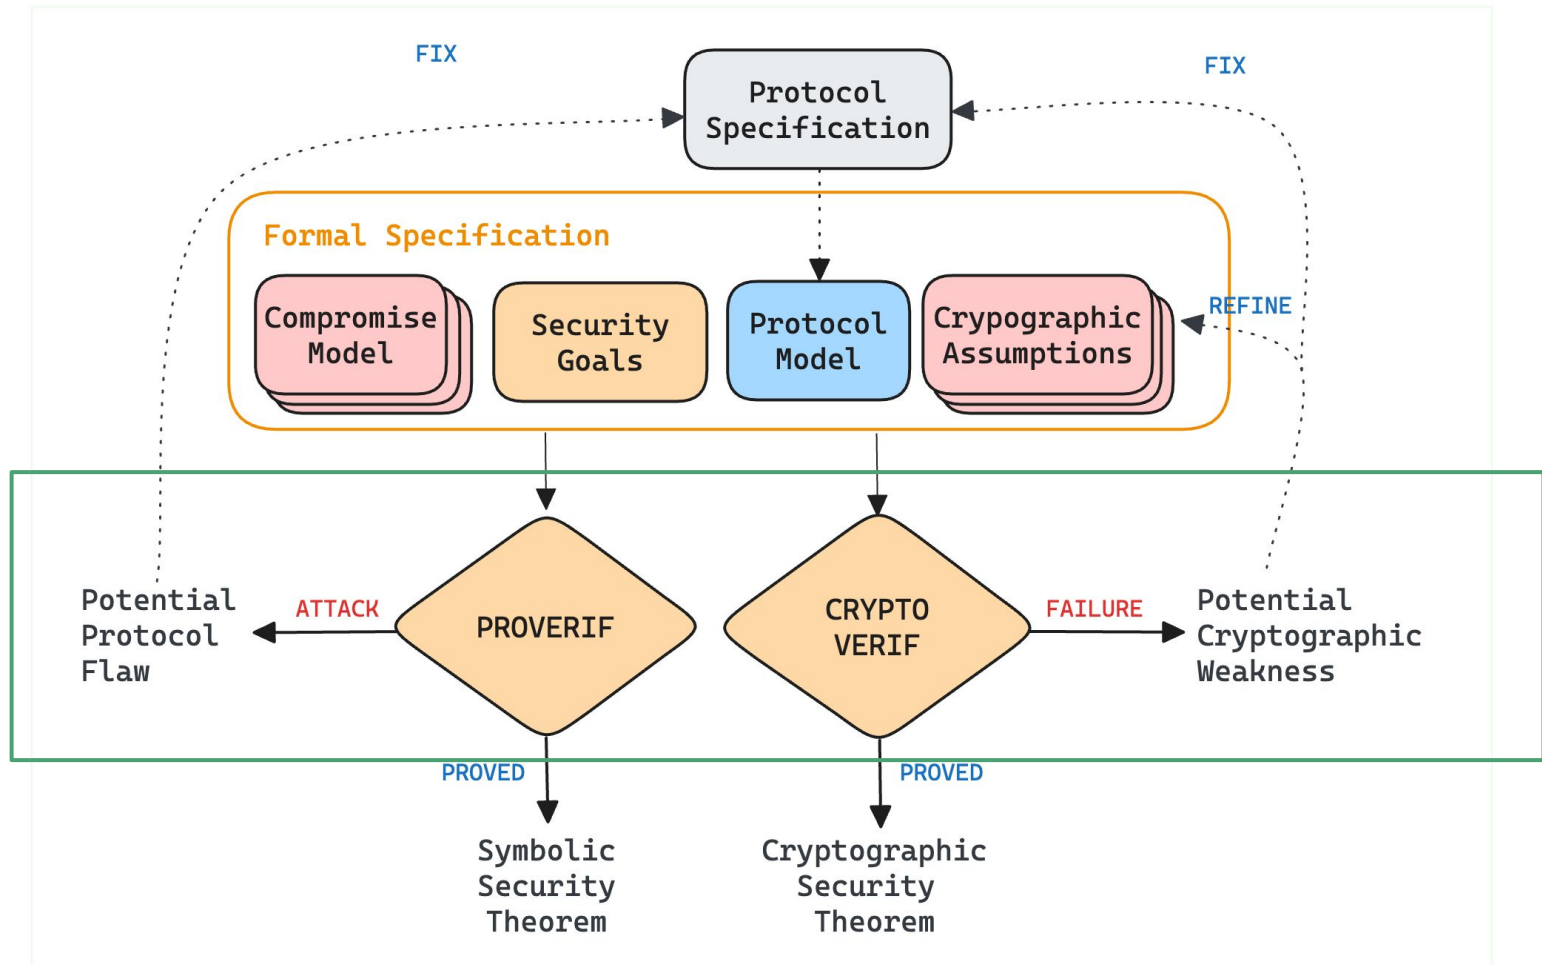 FIX
FIX
Protocol
Specification
Formal Specification
Compromise
Model
Security
Goals
Protocol
Model
Crypographic
Assumptions
REFINE
Potential
Protocol
Flaw
ATTACK
PROVERIF
CRYPTO
VERIF
FAILURE
Potential
Cryptographic
Weakness
PROVED
PROVED
Symbolic
Security
Theorem
Cryptographic
Security
Theorem